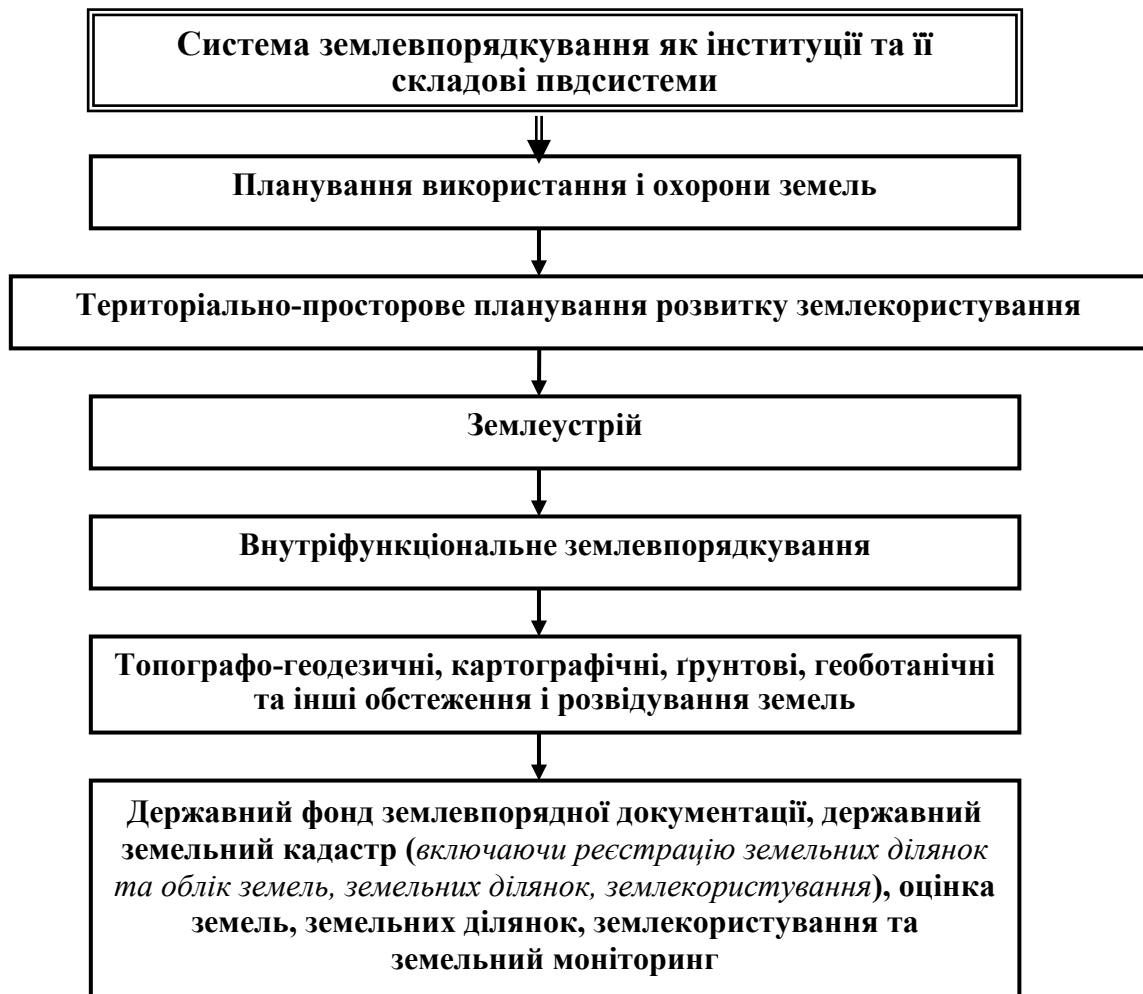 Система землевпорядкування як інституції та її
складові пвдсистеми
Планування використання і охорони земель
Територіально-просторове планування розвитку землекористування
Землеустрій
Внутріфункціональне землевпорядкування
Топографо-геодезичні, картографічні, ґрунтові, геоботанічні
та інші обстеження і розвідування земель
Державний фонд землевпорядної документації, державний
земельний кадастр (включаючи реєстрацію земельних ділянок
та облік земель, земельних ділянок, землекористування), оцінка
земель, земельних ділянок, землекористування та
земельний моніторинг